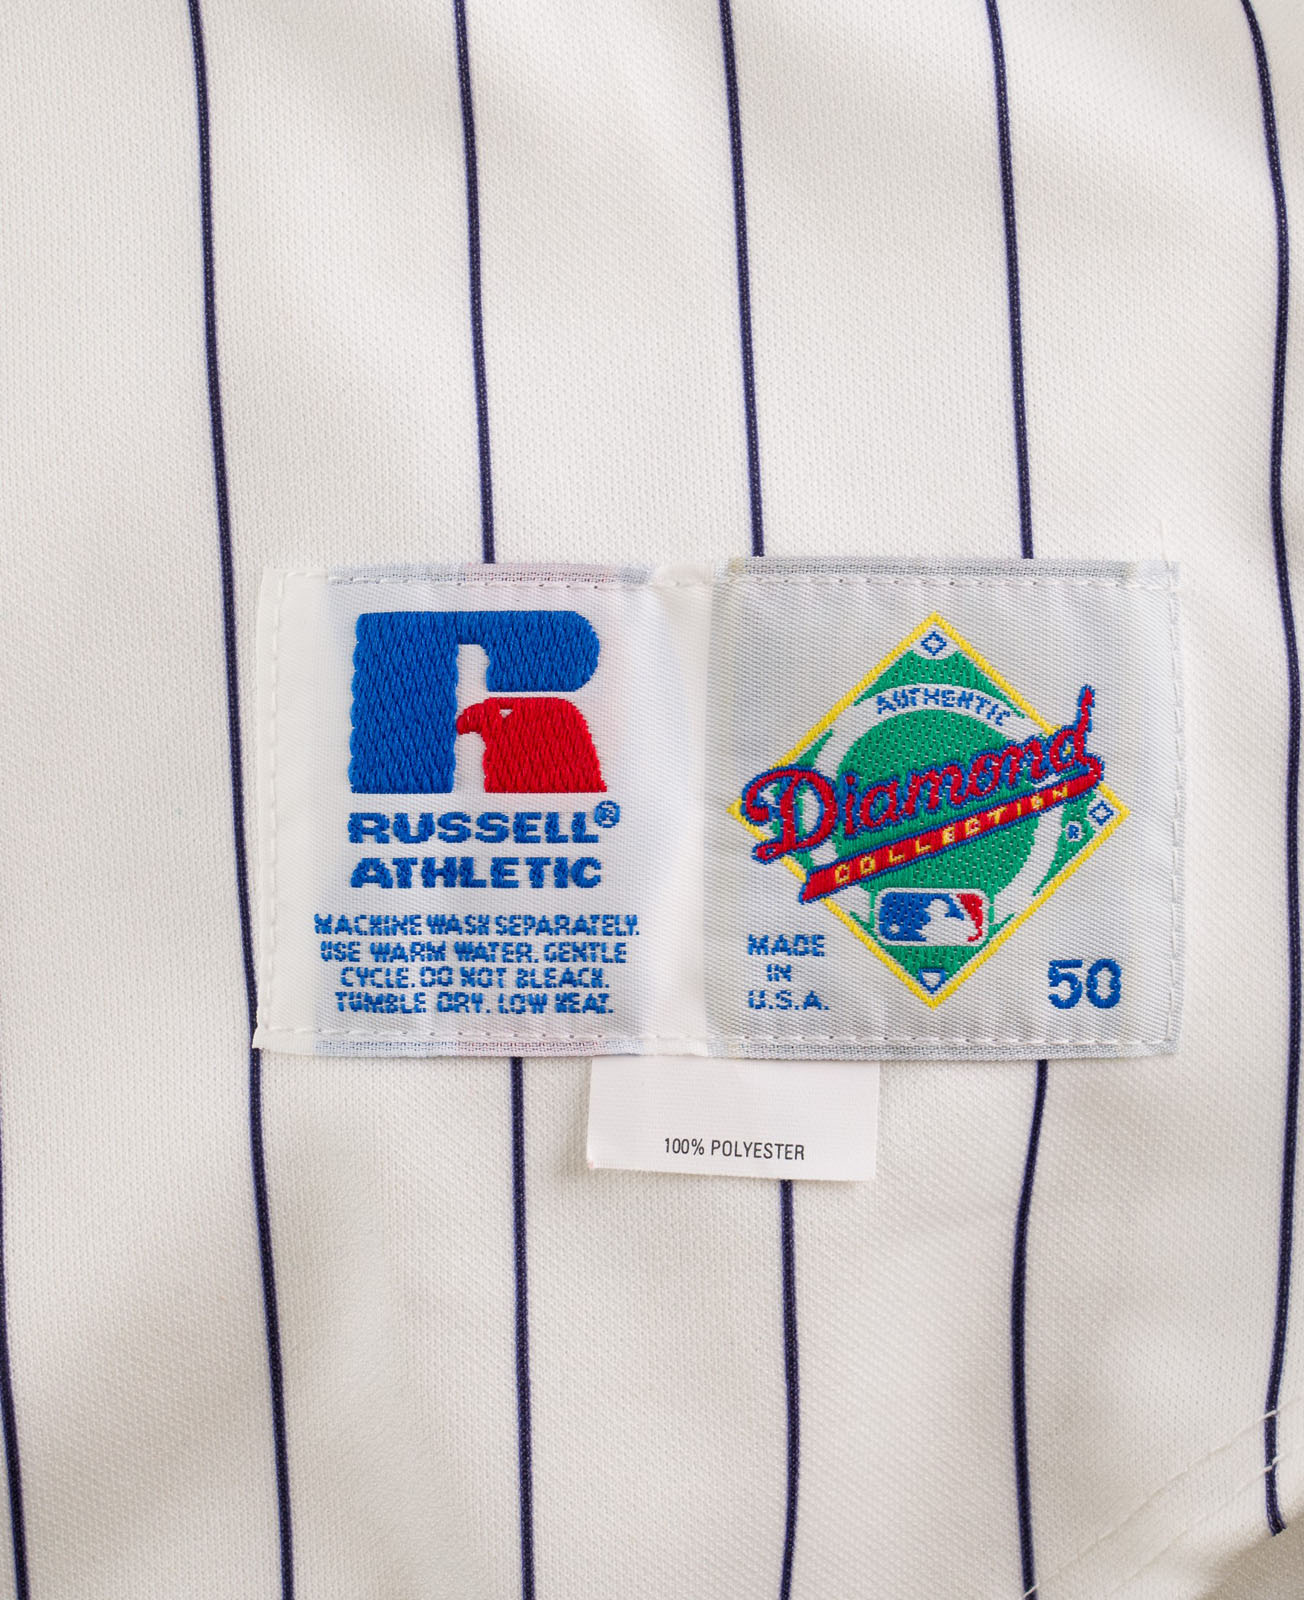 RUSSELL®
ATHLETIC
MACHINE WASH SEPARATELY.
USE WARM WATER. GENTLE
CYCLE. DO NOT BLEACH.
TUMBLE DRY. LOW HEAT.
AUTHENTIC
Diamond
COLLECTION
®
MADE
IN
U.S.A.
50
100% POLYESTER